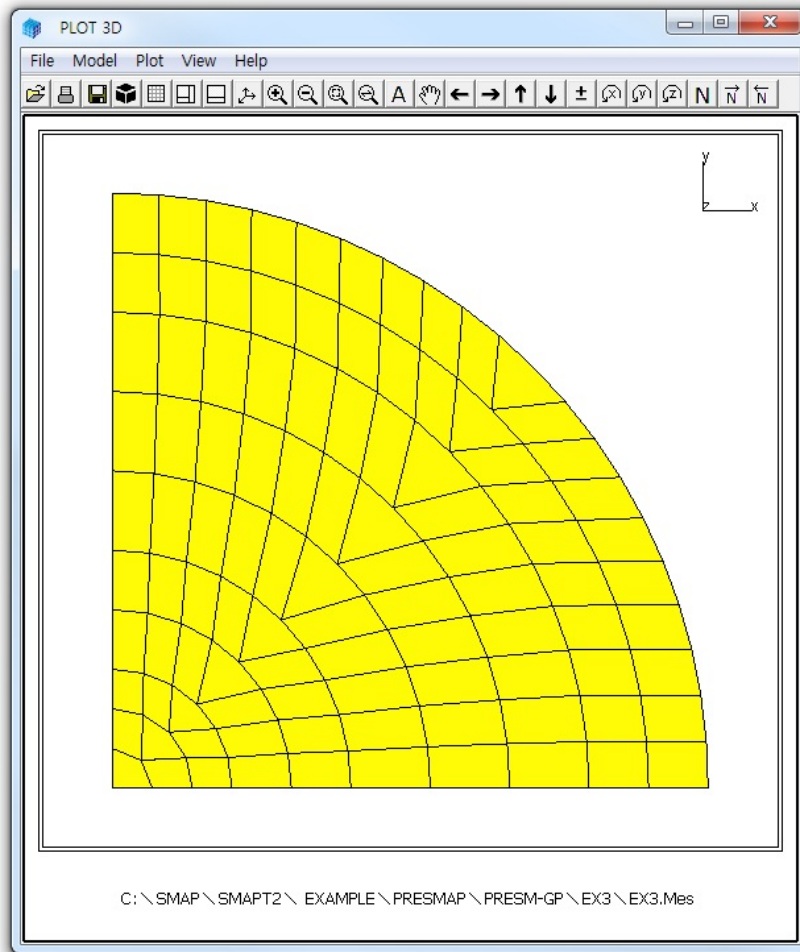 PLOT 3D
File Model Plot View Help
A N N N
y
z x
C:\SMAP\SMAPT2\ EXAMPLE\PRESMAP\PRESM-GP\EX3\EX3.Mes